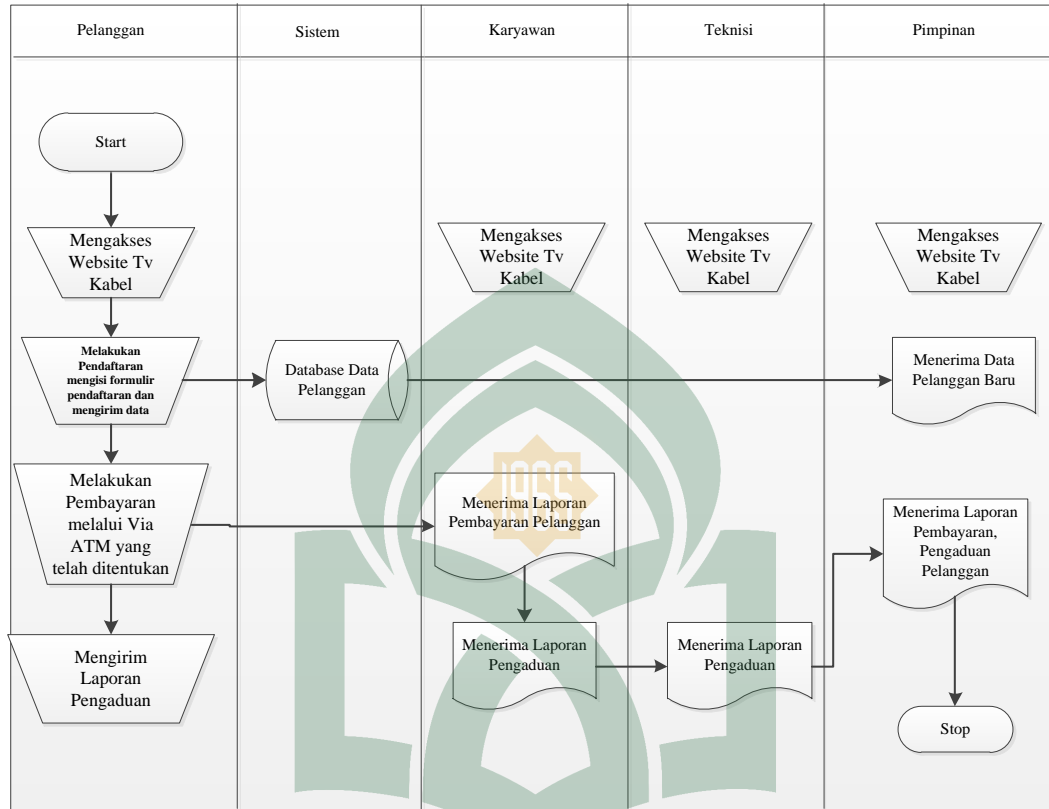 Pelanggan
Sistem
Karyawan
Teknisi
Pimpinan
Start
Mengakses
Website Tv
Kabel
Mengakses
Website Tv
Kabel
Mengakses
Website Tv
Kabel
Mengakses
Website Tv
Kabel
Melakukan
Pendaftaran
mengisi formulir
pendaftaran dan
mengirim data
Database Data
Pelanggan
Menerima Data
Pelanggan Baru
Melakukan
Pembayaran
melalui Via
ATM yang
telah ditentukan
1965
Menerima Laporan
Pembayaran Pelanggan
Menerima Laporan
Pembayaran,
Pengaduan
Pelanggan
Mengirim
Laporan
Pengaduan
Menerima Laporan
Pengaduan
Menerima Laporan
Pengaduan
Stop